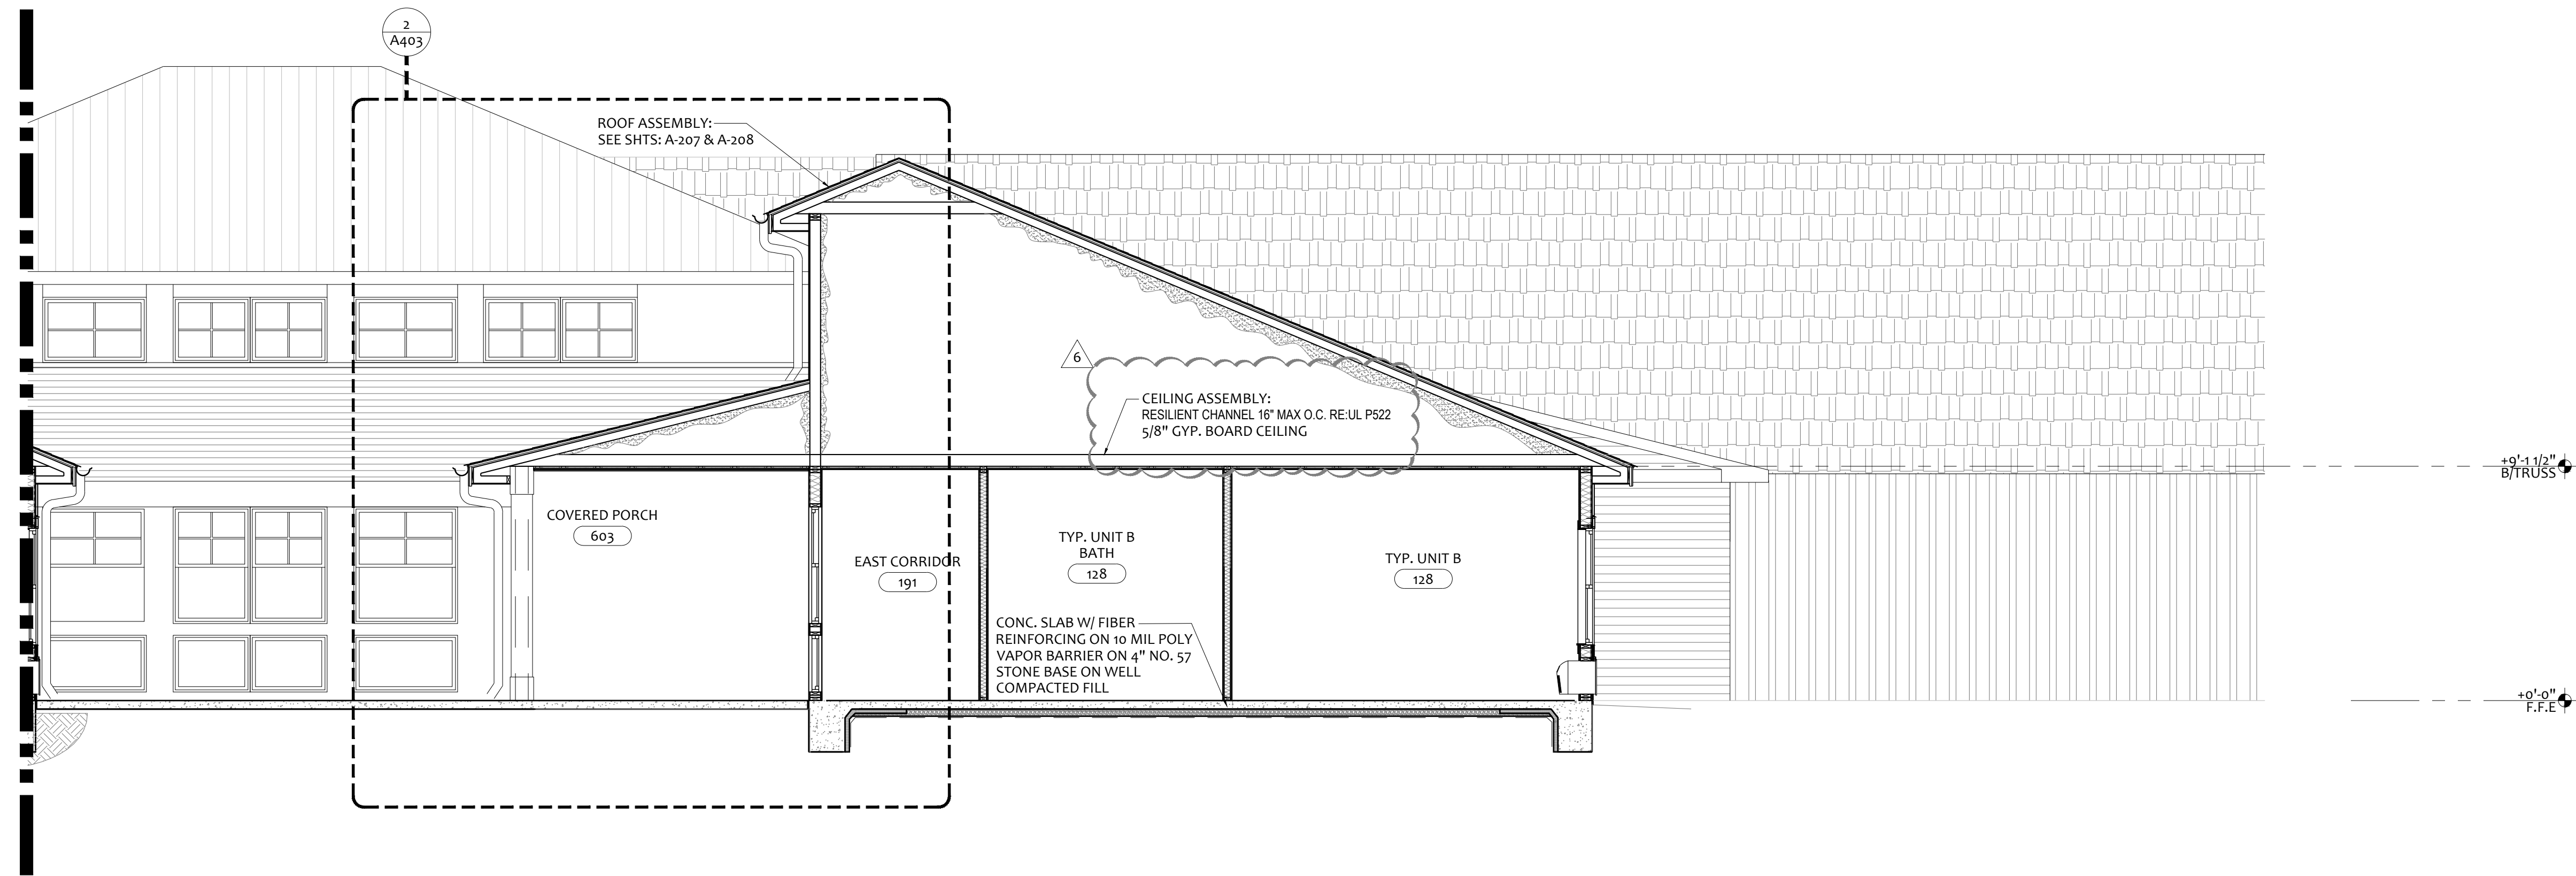 2
A403
ROOF ASSEMBLY:
SEE SHTS: A-207 & A-208
6
CEILING ASSEMBLY:
RESILIENT CHANNEL 16" MAX O.C. RE:UL P522
5/8" GYP. BOARD CEILING
+9'-1 1/2"
B/TRUSS
COVERED PORCH
603
EAST CORRIDOR
191
TYP. UNIT B
BATH
128
TYP. UNIT B
128
CONC. SLAB W/ FIBER
REINFORCING ON 10 MIL POLY
VAPOR BARRIER ON 4" NO. 57
STONE BASE ON WELL
COMPACTED FILL
+0'-0"
F.F.E